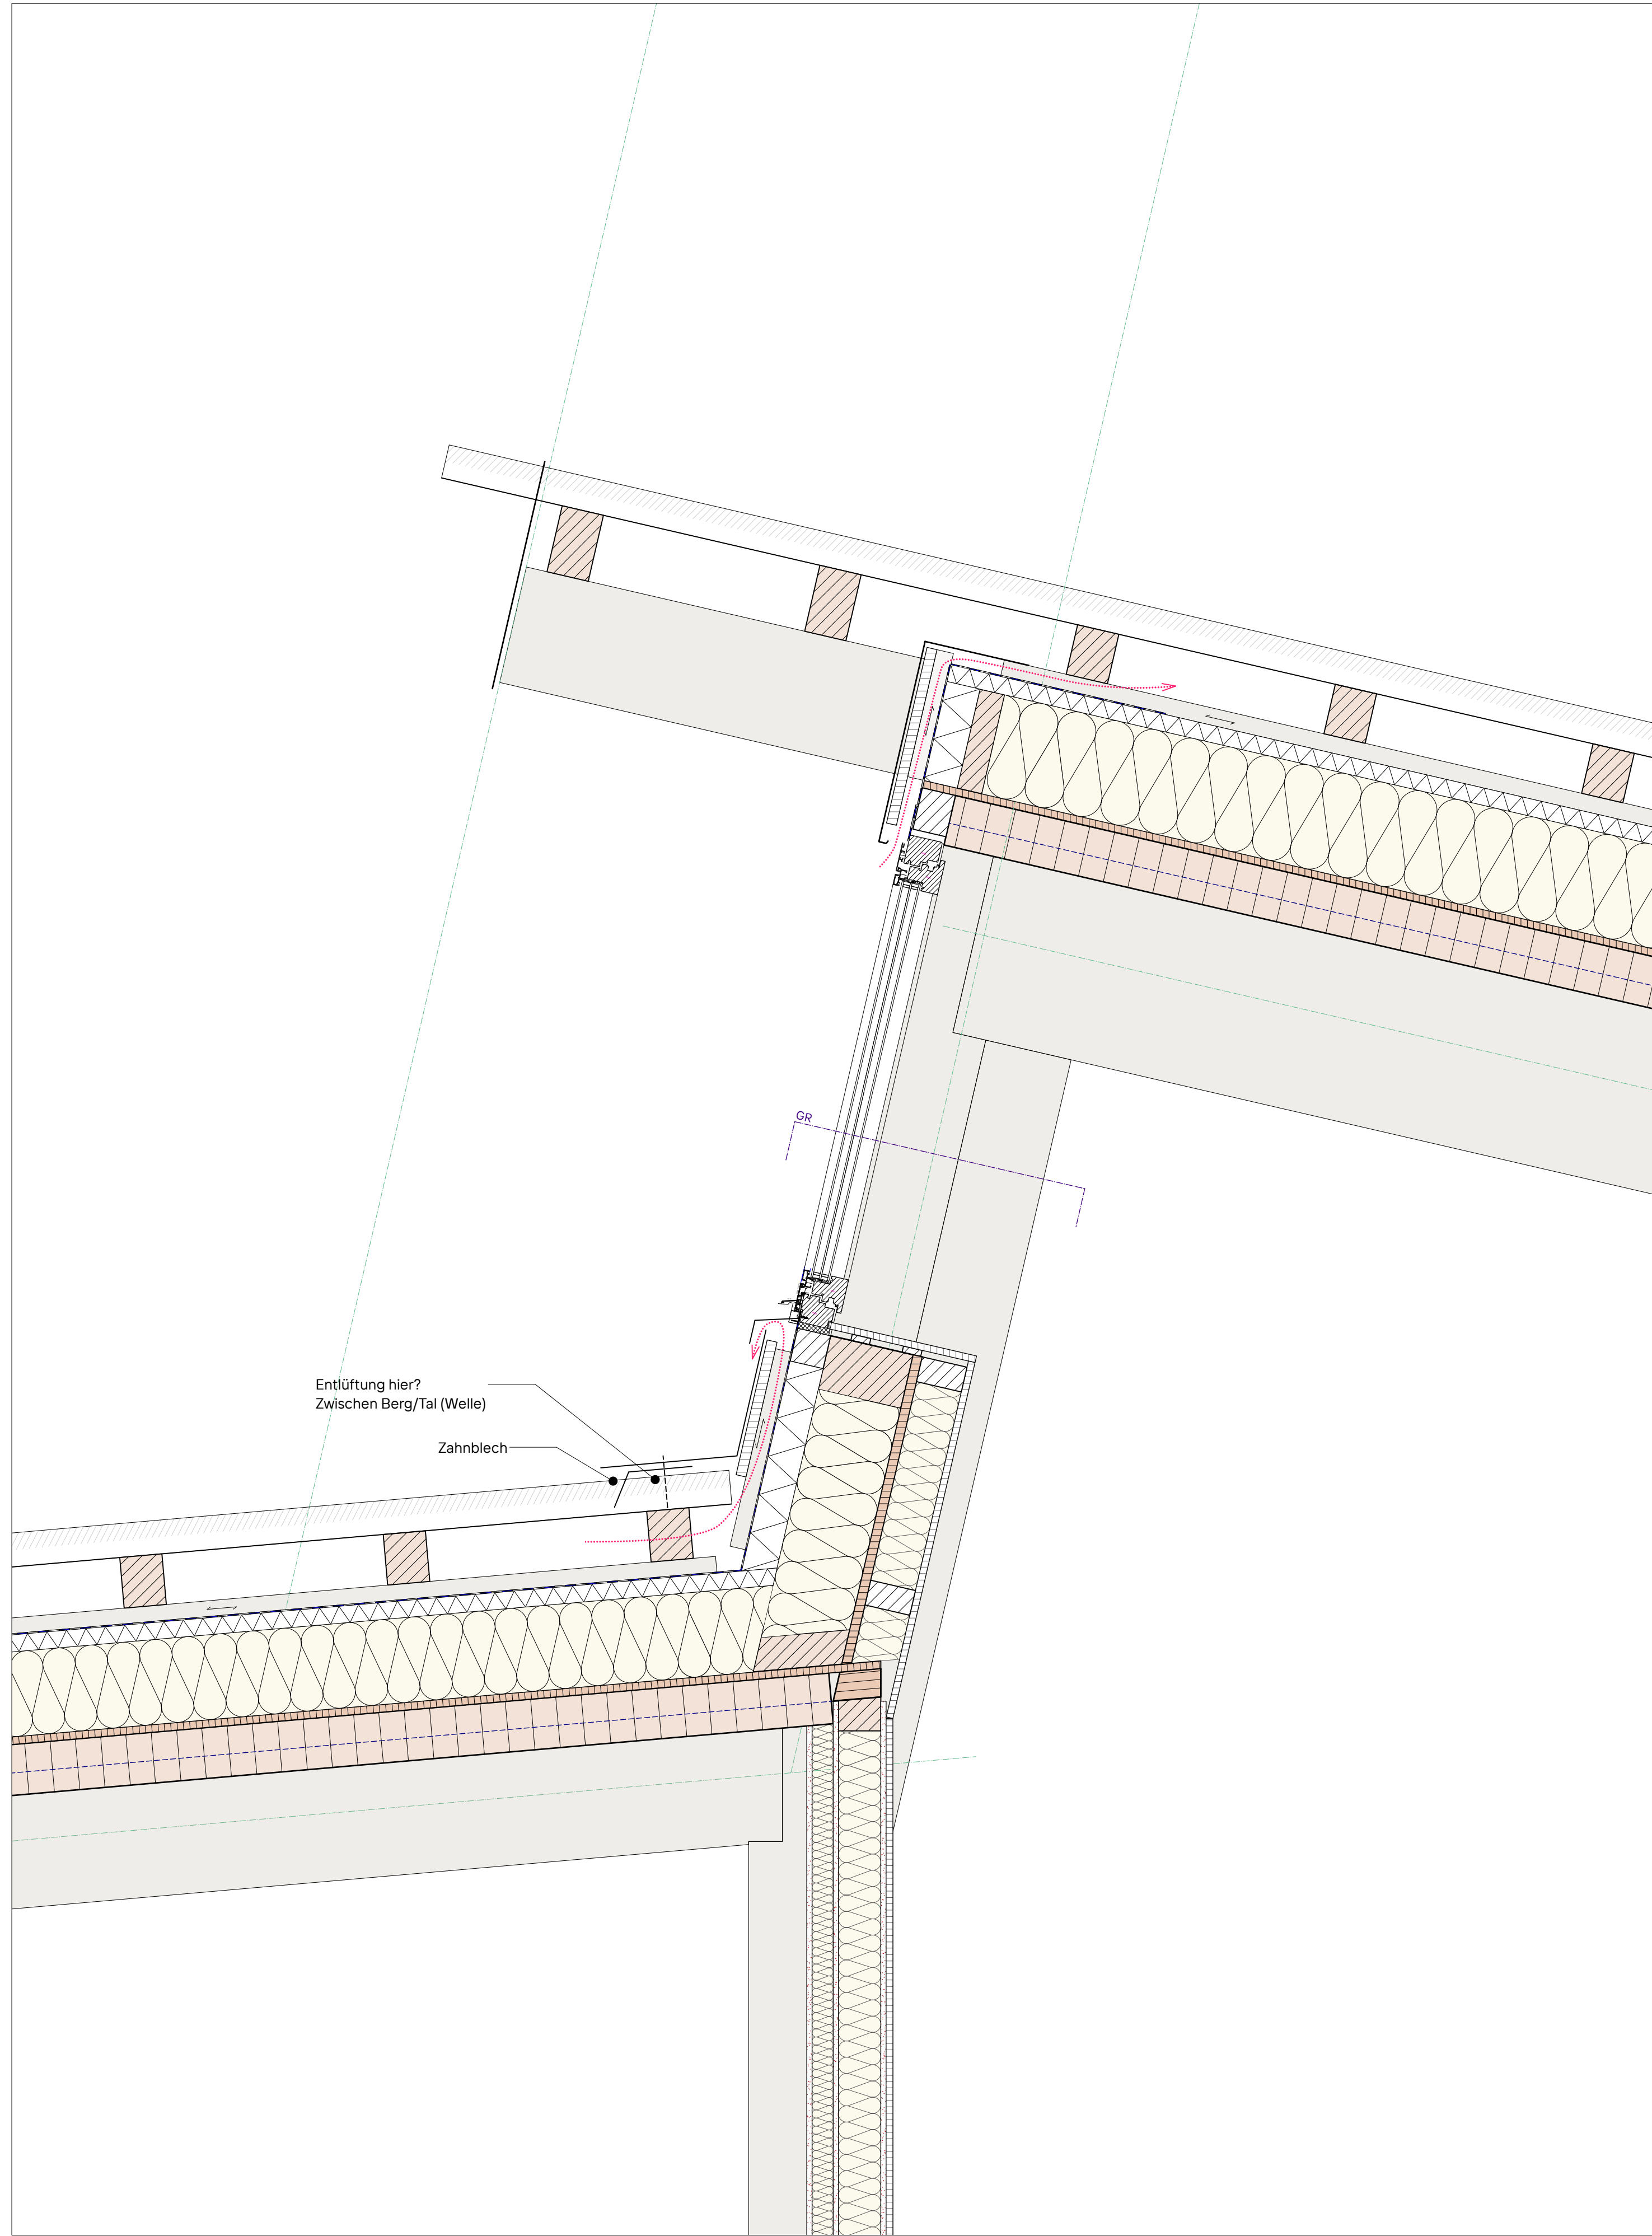 GR
Entlüftung hier?
Zwischen Berg/Tal (Welle)
Zahnblech